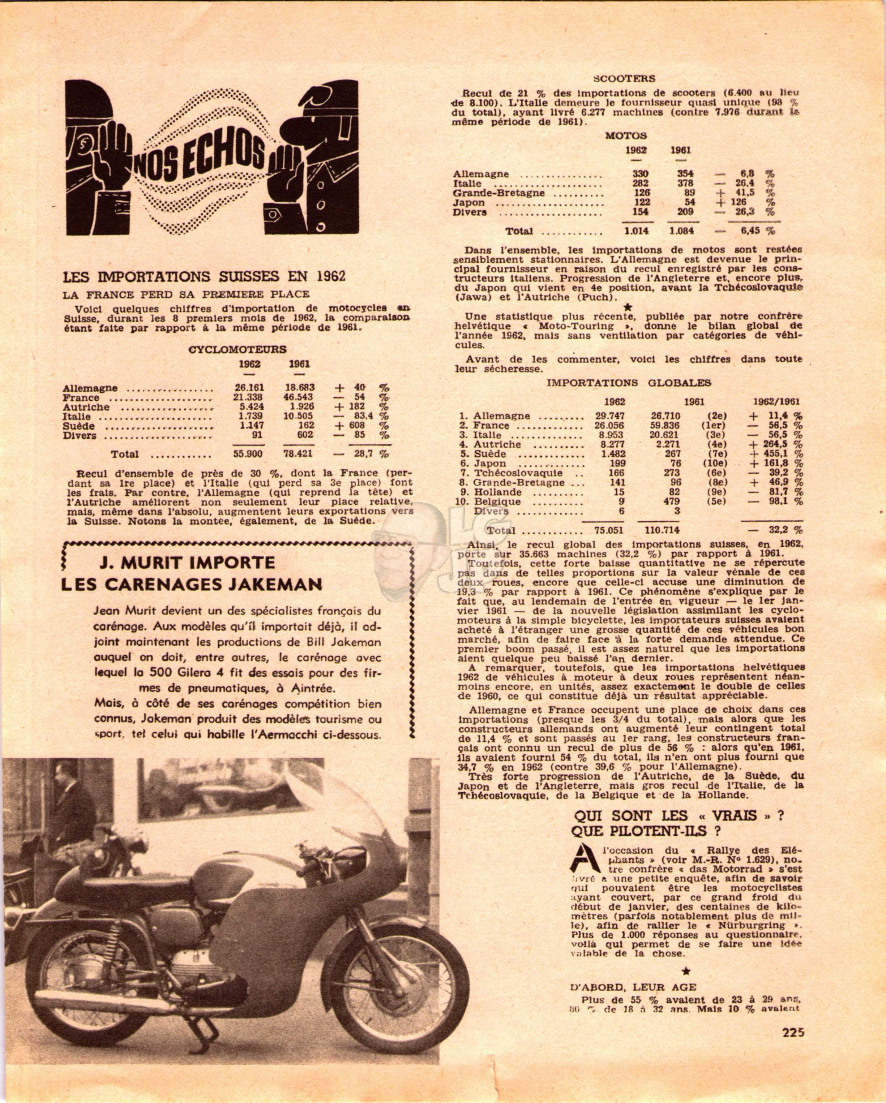 NOS ECHOS
LES IMPORTATIONS SUISSES EN 1962
LA FRANCE PERD SA PREMIERE PLACE
Voici quelques chiffres d'importation de motocycles en
Suisse, durant les 8 premiers mois de 1962, la comparaison
étant faite par rapport à la même période de 1961.
CYCLOMOTEURS
1962 1961
Allemagne ............... 26.161 18.683 + 40 %
France .................. 21.338 46.543 — 54 %
Autriche ................ 5.424 1.926 + 182 %
Italie .................. 1.739 10.505 — 83,4 %
Suède ................... 1.147 162 + 608 %
Divers .................. 91 602 — 85 %
Total ............ 55.900 78.421 — 28,7 %
Recul d'ensemble de près de 30 %, dont la France (per-
dant sa 1re place) et l'Italie (qui perd sa 3e place) font
les frais. Par contre, l'Allemagne (qui reprend la tête) et
l'Autriche améliorent non seulement leur place relative,
mais, même dans l'absolu, augmentent leurs exportations vers
la Suisse. Notons la montée, également, de la Suède.
J. MURIT IMPORTE
LES CARENAGES JAKEMAN
Jean Murit devient un des spécialistes français du
carénage. Aux modèles qu'il importait déjà, il ad-
joint maintenant les productions de Bill Jakeman
auquel on doit, entre autres, le carénage avec
lequel la 500 Gilera 4 fit des essais pour des fir-
mes de pneumatiques, à Aintrée.
Mais, à côté de ses carénages compétition bien
connus, Jakeman produit des modèles tourisme ou
sport, tel celui qui habille l'Aermacchi ci-dessous.
SCOOTERS
Recul de 21 % des importations de scooters (6.400 au lieu
de 8.100). L'Italie demeure le fournisseur quasi unique (98 %
du total), ayant livré 6.277 machines (contre 7.976 durant la
même période de 1961).
MOTOS
1962 1961
Allemagne ............... 330 354 — 6,8 %
Italie .................. 282 378 — 26,4 %
Grande-Bretagne .......... 126 89 + 41,5 %
Japon ................... 122 54 + 126 %
Divers .................. 154 209 — 26,3 %
Total ............ 1.014 1.084 — 6,45 %
Dans l'ensemble, les importations de motos sont restées
sensiblement stationnaires. L'Allemagne est devenue le prin-
cipal fournisseur en raison du recul enregistré par les cons-
tructeurs italiens. Progression de l'Angleterre et, encore plus,
du Japon qui vient en 4e position, avant la Tchécoslovaquie
(Jawa) et l'Autriche (Puch).
★
Une statistique plus récente, publiée par notre confrère
helvétique « Moto-Touring », donne le bilan global de
l'année 1962, mais sans ventilation par catégories de véhi-
cules.
Avant de les commenter, voici les chiffres dans toute
leur sécheresse.
IMPORTATIONS GLOBALES
1962 1961 1962/1961
1. Allemagne ......... 29.747 26.710 (2e) + 11,4 %
2. France ............ 26.056 59.836 (1er) — 56,5 %
3. Italie ............ 8.953 20.621 (3e) — 56,5 %
4. Autriche .......... 8.277 2.271 (4e) + 264,5 %
5. Suède ............. 1.482 267 (7e) + 455,1 %
6. Japon ............. 199 76 (10e) + 161,8 %
7. Tchécoslovaquie .. 166 273 (6e) — 39,2 %
8. Grande-Bretagne ... 141 96 (8e) + 46,9 %
9. Hollande .......... 15 82 (9e) — 81,7 %
10. Belgique 9 479 (5e) — 98,1 %
Divers ............ 6 3
Total ............ 75.051 110.714 — 32,2 %
Ainsi, le recul global des importations suisses, en 1962,
porte sur 35.663 machines (32,2 %) par rapport à 1961.
Toutefois, cette forte baisse quantitative ne se répercute
pas dans de telles proportions sur la valeur vénale de ces
deux roues, encore que celle-ci accuse une diminution de
19,3 % par rapport à 1961. Ce phénomène s'explique par le
fait que, au lendemain de l'entrée en vigueur — le 1er jan-
vier 1961 — de la nouvelle législation assimilant les cyclo-
moteurs à la simple bicyclette, les importateurs suisses avaient
acheté à l'étranger une grosse quantité de ces véhicules bon
marché, afin de faire face à la forte demande attendue. Ce
premier boom passé, il est assez naturel que les importations
aient quelque peu baissé l'an dernier.
A remarquer, toutefois, que les importations helvétiques
1962 de véhicules à moteur à deux roues représentent néan-
moins encore, en unités, assez exactement le double de celles
de 1960, ce qui constitue déjà un résultat appréciable.
Allemagne et France occupent une place de choix dans ces
importations (presque les 3/4 du total), mais alors que les
constructeurs allemands ont augmenté leur contingent total
de 11,4 % et sont passés au 1er rang, les constructeurs fran-
çais ont connu un recul de plus de 56 % : alors qu'en 1961,
ils avaient fourni 54 % du total, ils n'en ont plus fourni que
34,7 % en 1962 (contre 39,6 % pour l'Allemagne).
Très forte progression de l'Autriche, de la Suède, du
Japon et de l'Angleterre, mais gros recul de l'Italie, de la
Tchécoslovaquie, de la Belgique et de la Hollande.
QUI SONT LES « VRAIS » ?
QUE PILOTENT-ILS ?
A l'occasion du « Rallye des Elé-
phants » (voir M.-R. N° 1.629), no-
tre confrère « das Motorrad » s'est
livré à une petite enquête, afin de savoir
qui pouvaient être les motocyclistes
ayant couvert, par ce grand froid du
début de janvier, des centaines de kilo-
mètres (parfois notablement plus de mil-
le), afin de rallier le « Nürburgring ».
Plus de 1.000 réponses au questionnaire,
voilà qui permet de se faire une idée
valable de la chose.
★
D'ABORD, LEUR AGE
Plus de 55 % avaient de 23 à 29 ans,
80 % de 18 à 32 ans. Mais 10 % avaient
225